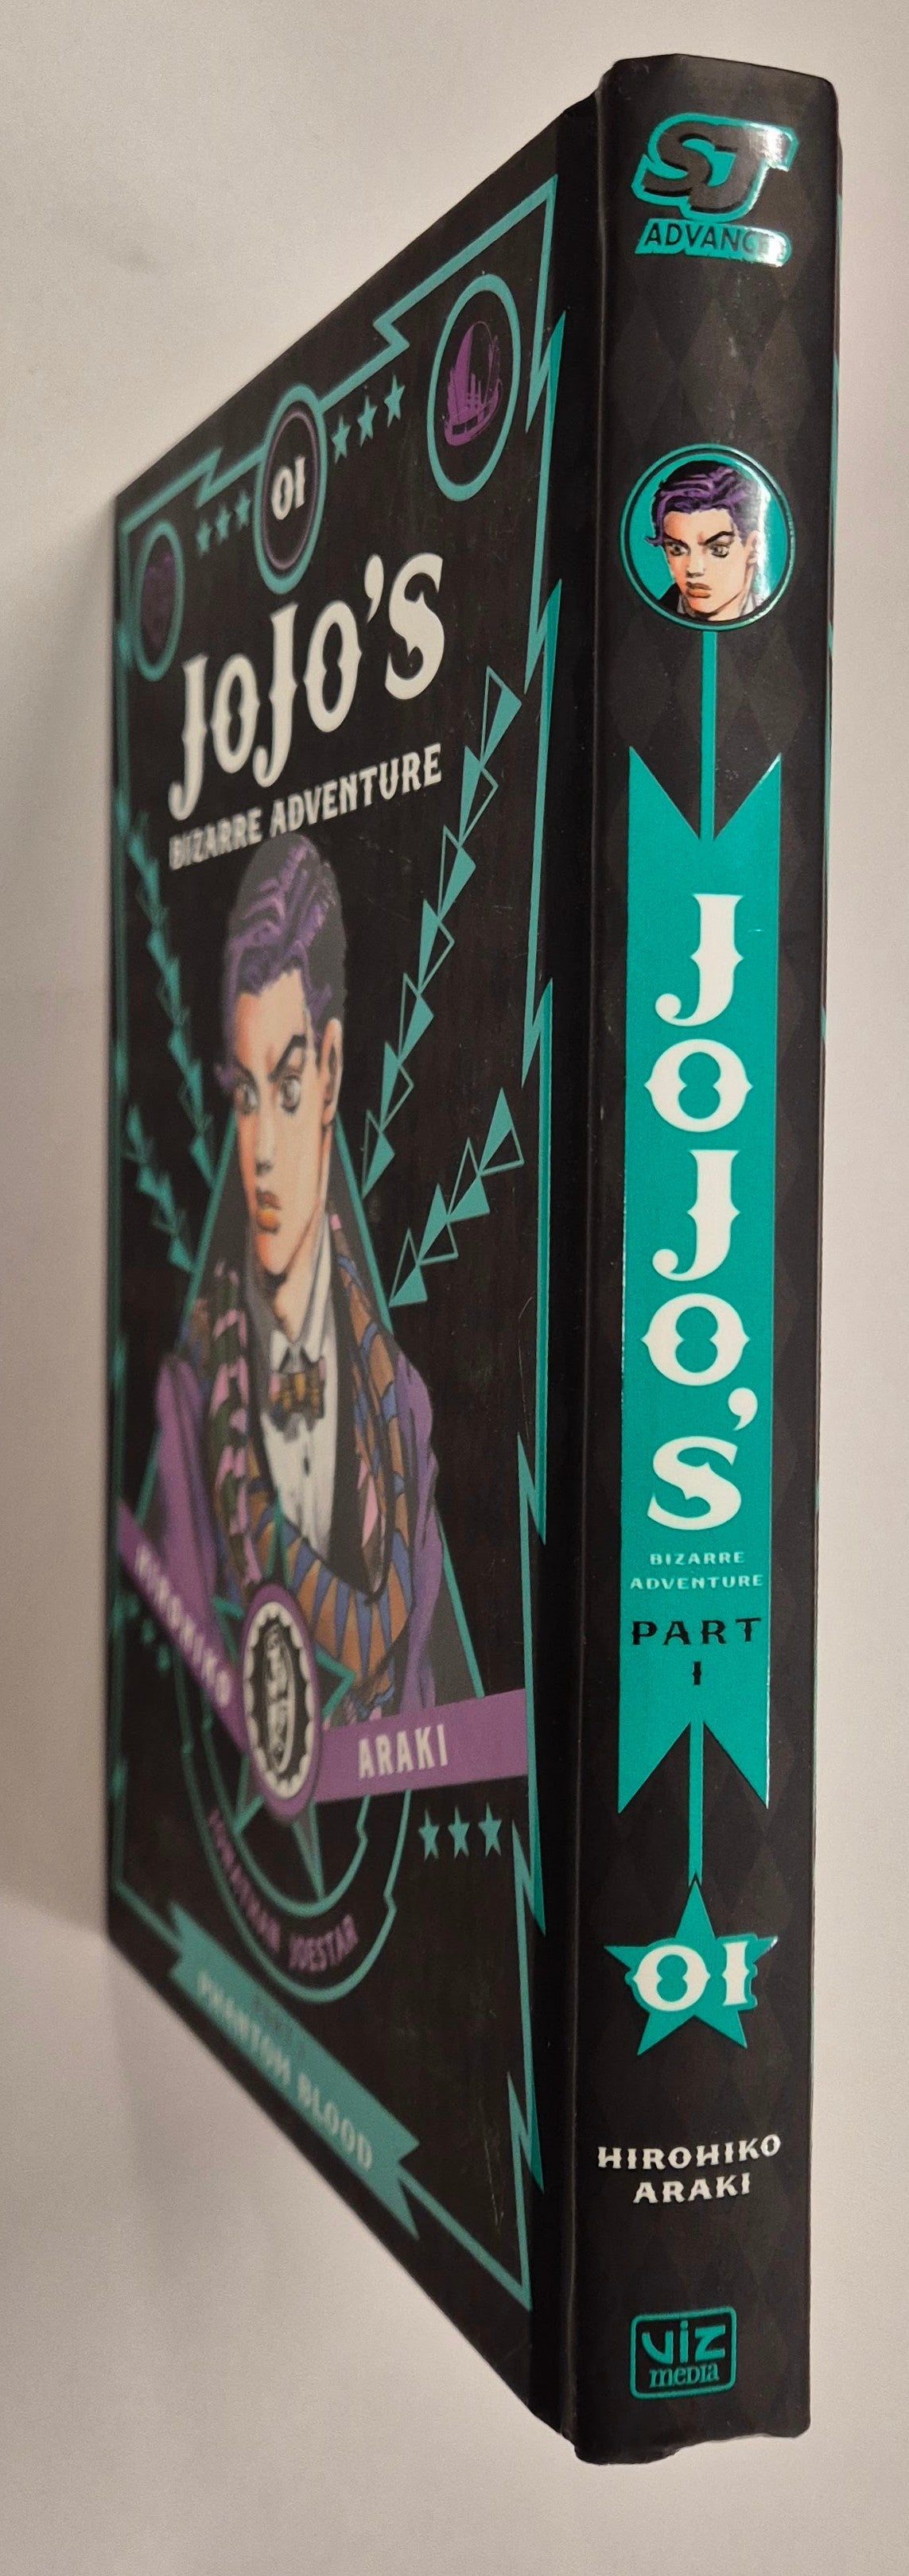 01
JOJO'S
BIZARRE ADVENTURE
HIROHIKO
ARAKI
JONATHAN JOESTAR
PHANTOM BLOOD
SJ
ADVANCED
JOJO'S
BIZARRE
ADVENTURE
PART
1
01
HIROHIKO
ARAKI
VIZ
media